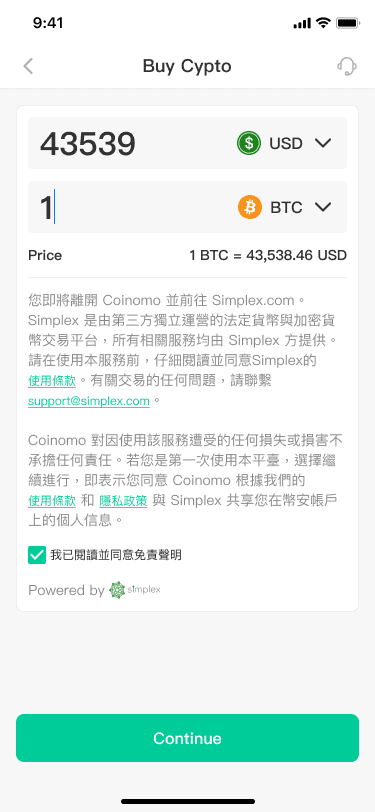 9:41
Buy Cypto
43539 USD
1 BTC
Price 1 BTC = 43,538.46 USD
您即將離開 Coinomo 並前往 Simplex.com。
Simplex 是由第三方獨立運營的法定貨幣與加密貨
幣交易平台，所有相關服務均由 Simplex 方提供。
請在使用本服務前，仔細閱讀並同意Simplex的
使用條款。有關交易的任何問題，請聯繫
support@simplex.com。
Coinomo 對因使用該服務遭受的任何損失或損害不
承擔任何責任。若您是第一次使用本平臺，選擇繼
續進行，即表示您同意 Coinomo 根據我們的
使用條款 和 隱私政策 與 Simplex 共享您在幣安帳戶
上的個人信息。
我已閱讀並同意免責聲明
Powered by simplex
Continue